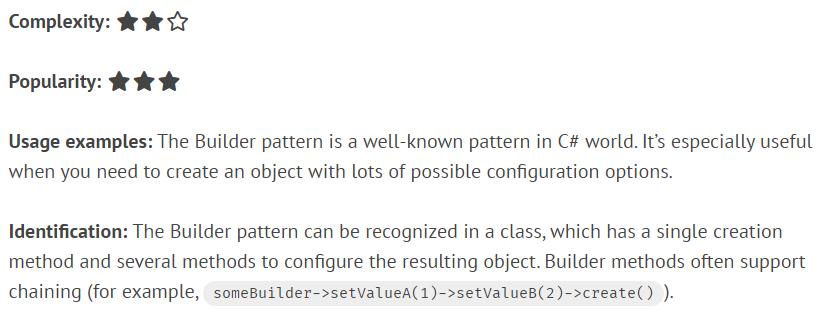 Complexity: ★★☆
Popularity: ★★★
Usage examples: The Builder pattern is a well-known pattern in C# world. It’s especially useful
when you need to create an object with lots of possible configuration options.
Identification: The Builder pattern can be recognized in a class, which has a single creation
method and several methods to configure the resulting object. Builder methods often support
chaining (for example, someBuilder->setValueA(1)->setValueB(2)->create() ).